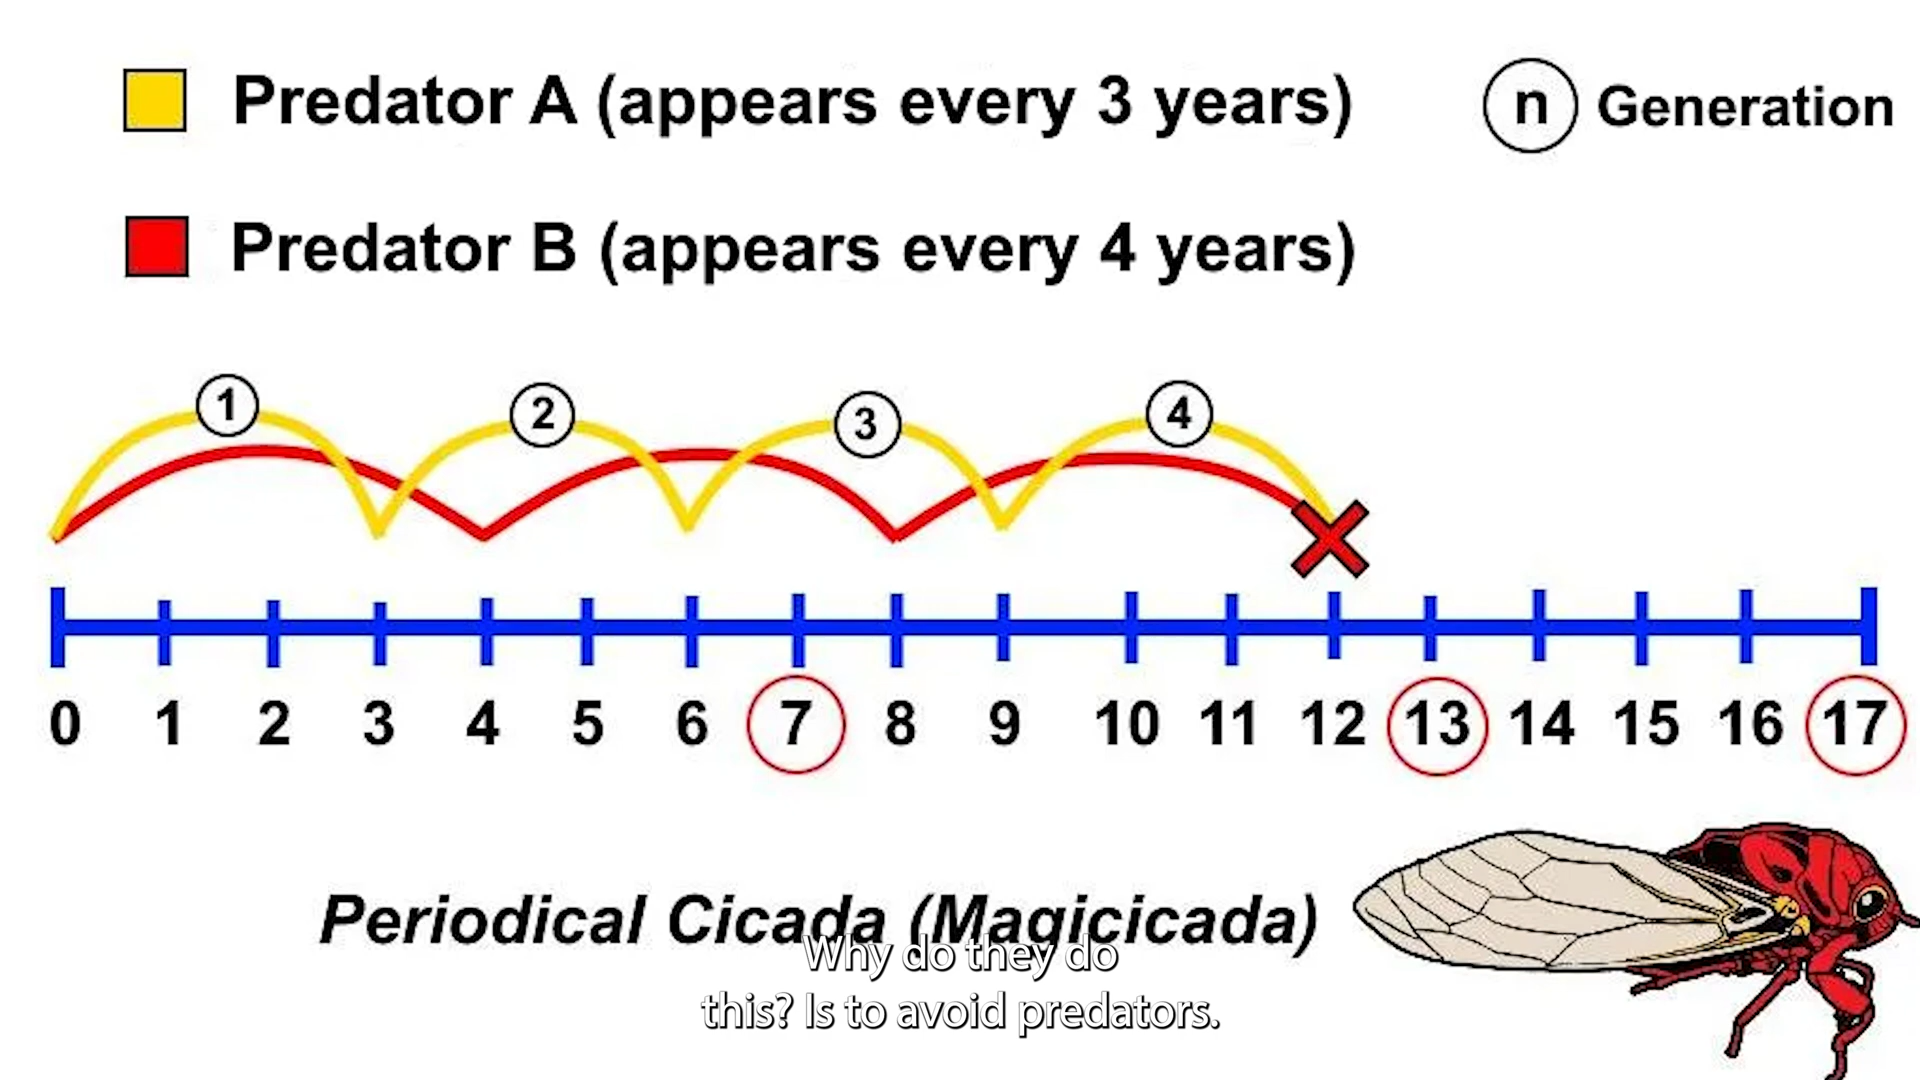 Predator A (appears every 3 years)
n Generation
Predator B (appears every 4 years)
1 2 3 4
0 1 2 3 4 5 6 7 8 9 10 11 12 13 14 15 16 17
Periodical Cicada (Magicicada)
Why do they do
this? Is to avoid predators.